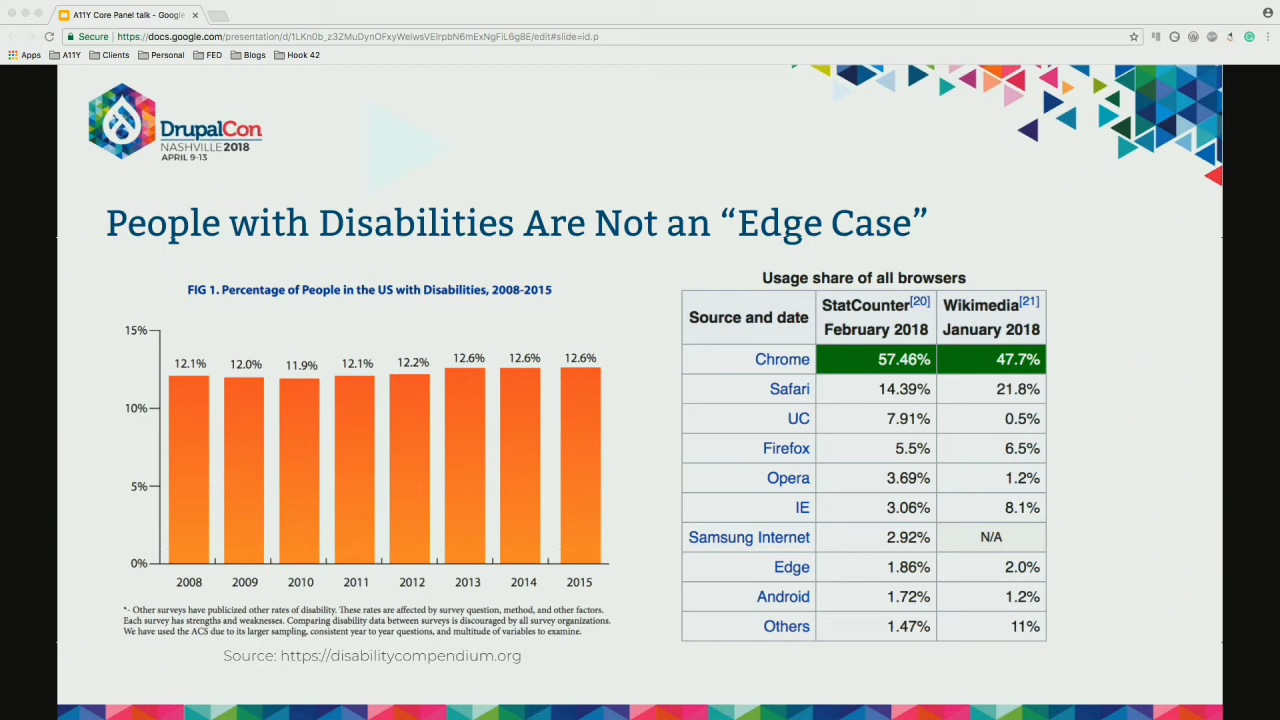 A11Y Core Panel talk - Google
Secure
https://docs.google.com/presentation/d/1LKn0b_z3ZMuDynOFxyWelwsVElrpbN6mExNgFiL6g8E/edit#slide=id.p
Apps A11Y Clients Personal FED Blogs Hook 42
DrupalCon
NASHVILLE 2018
APRIL 9-13
People with Disabilities Are Not an “Edge Case”
FIG 1. Percentage of People in the US with Disabilities, 2008-2015
15%
10%
5%
0%
12.1% 12.0% 11.9% 12.1% 12.2% 12.6% 12.6% 12.6%
2008 2009 2010 2011 2012 2013 2014 2015
*- Other surveys have publicized other rates of disability. These rates are affected by survey question, method, and other factors.
Each survey has strengths and weaknesses. Comparing disability data between surveys is discouraged by all survey organizations.
We have used the ACS due to its larger sampling, consistent year to year questions, and multitude of variables to examine.
Source: https://disabilitycompendium.org
Usage share of all browsers
Source and date
StatCounter[20]
February 2018
Wikimedia[21]
January 2018
Chrome 57.46% 47.7%
Safari 14.39% 21.8%
UC 7.91% 0.5%
Firefox 5.5% 6.5%
Opera 3.69% 1.2%
IE 3.06% 8.1%
Samsung Internet 2.92% N/A
Edge 1.86% 2.0%
Android 1.72% 1.2%
Others 1.47% 11%